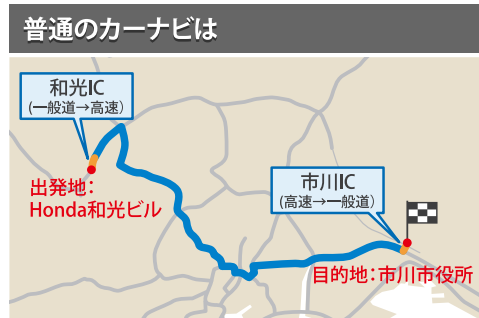 普通のカーナビは
和光IC
(一般道→高速)
出発地:
Honda和光ビル
市川IC
(高速→一般道)
目的地:市川市役所